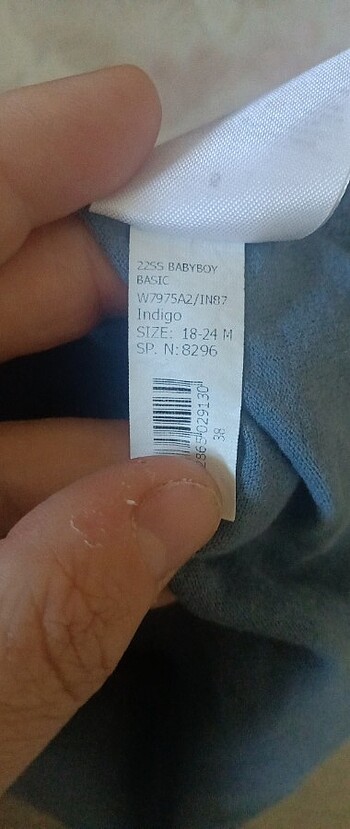 22SS BABYBOY
BASIC
W7975A2/IN87
Indigo
SIZE: 18-24 M
SP. N:8296
38